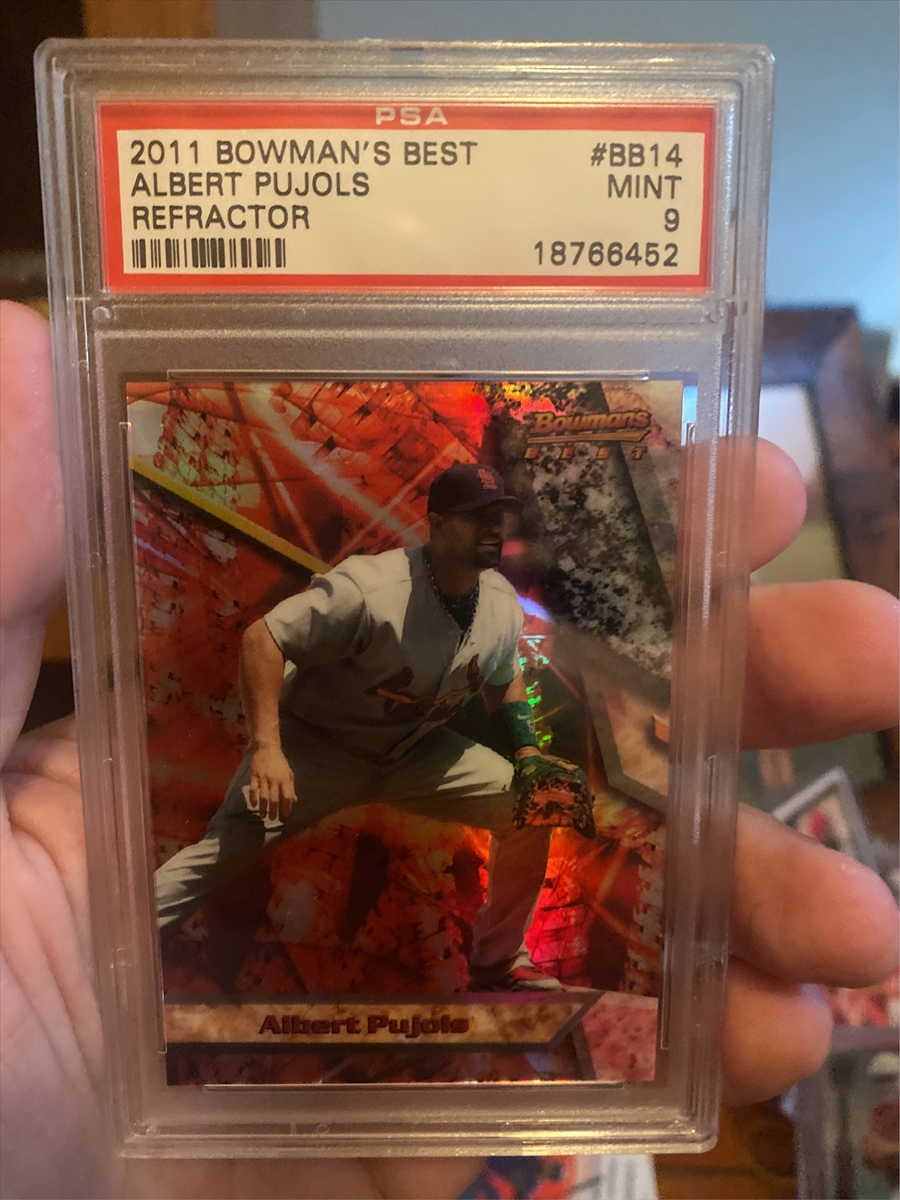 PSA
2011 BOWMAN'S BEST #BB14
ALBERT PUJOLS MINT
REFRACTOR 9
18766452
Bowman's
BEST
Albert Pujols